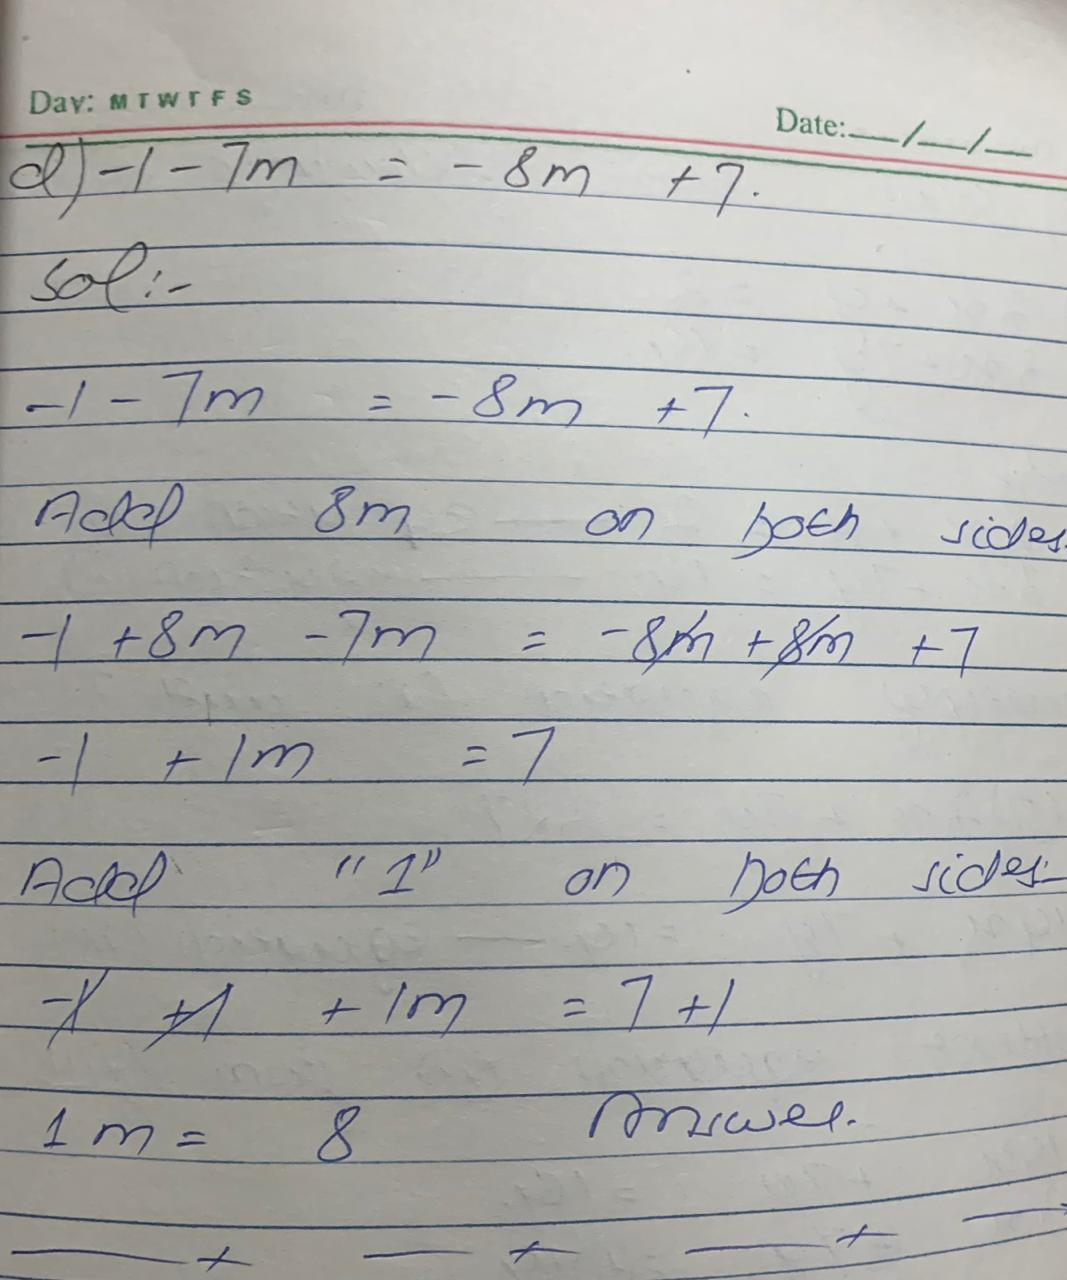 Day: M T W T F S
Date:__/__/__
d) -1 - 7m = - 8m +7.
Sol:-
-1 - 7m = - 8m +7.
Add 8m on both sides.
-1 +8m -7m = -8m +8m +7
-1 + 1m = 7
Add "1" on both sides.
-1 +1 + 1m = 7 +1
1m = 8 Answer.